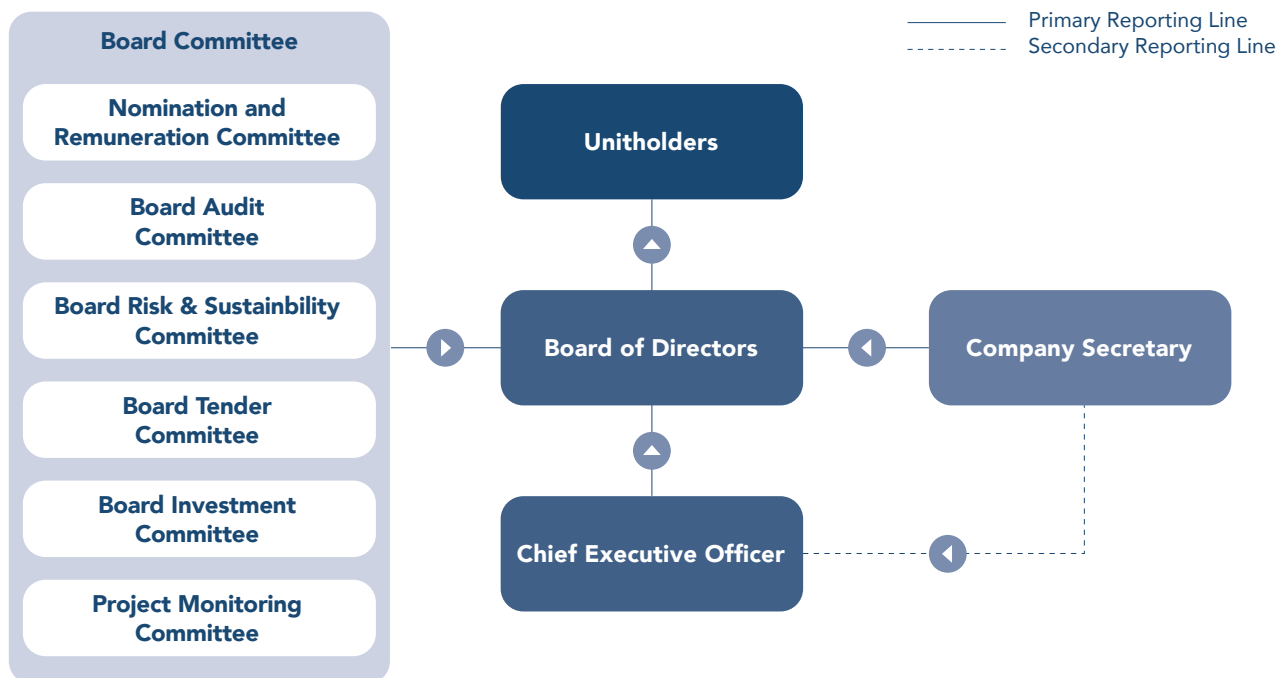 Board Committee
Nomination and
Remuneration Committee
Board Audit
Committee
Board Risk & Sustainbility
Committee
Board Tender
Committee
Board Investment
Committee
Project Monitoring
Committee
Primary Reporting Line
Secondary Reporting Line
Unitholders
Board of Directors
Company Secretary
Chief Executive Officer